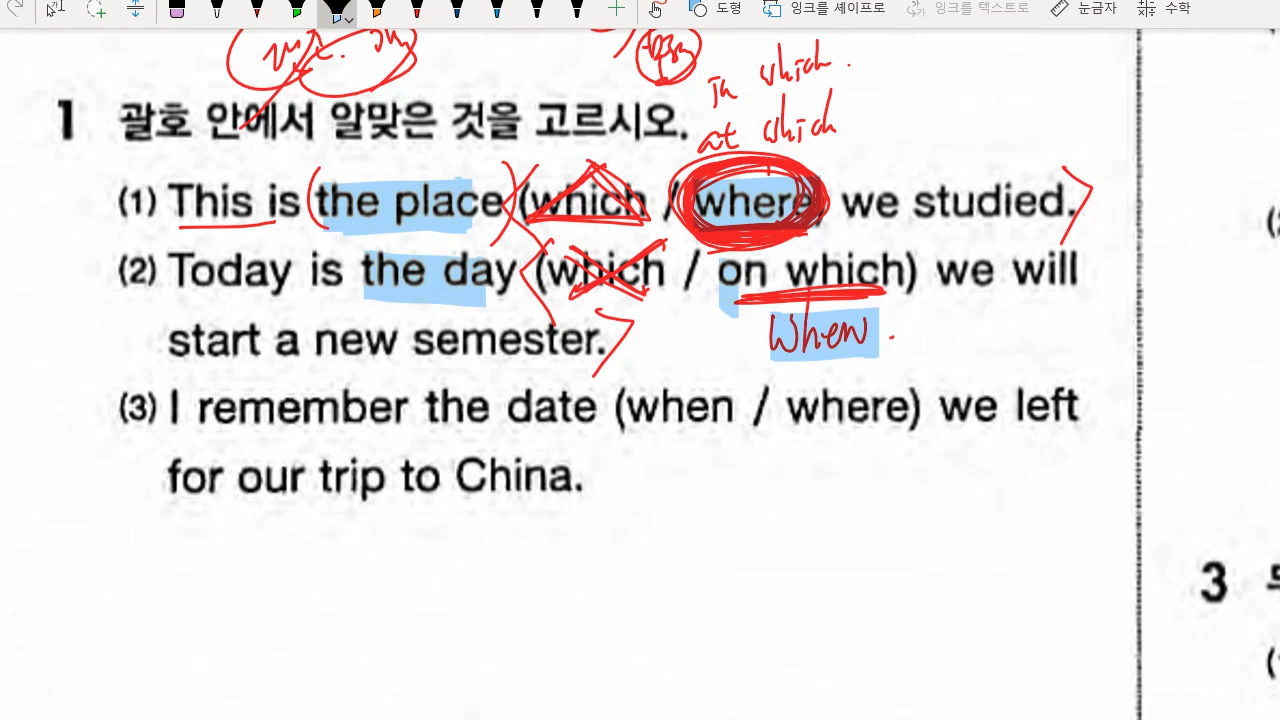 도형 잉크를 셰이프로 잉크를 텍스트로 눈금자 수학
in which.
at which
1 괄호 안에서 알맞은 것을 고르시오.
(1) This is the place (which / where) we studied.
(2) Today is the day (which / on which) we will
When.
start a new semester.
(3) I remember the date (when / where) we left
for our trip to China.
3